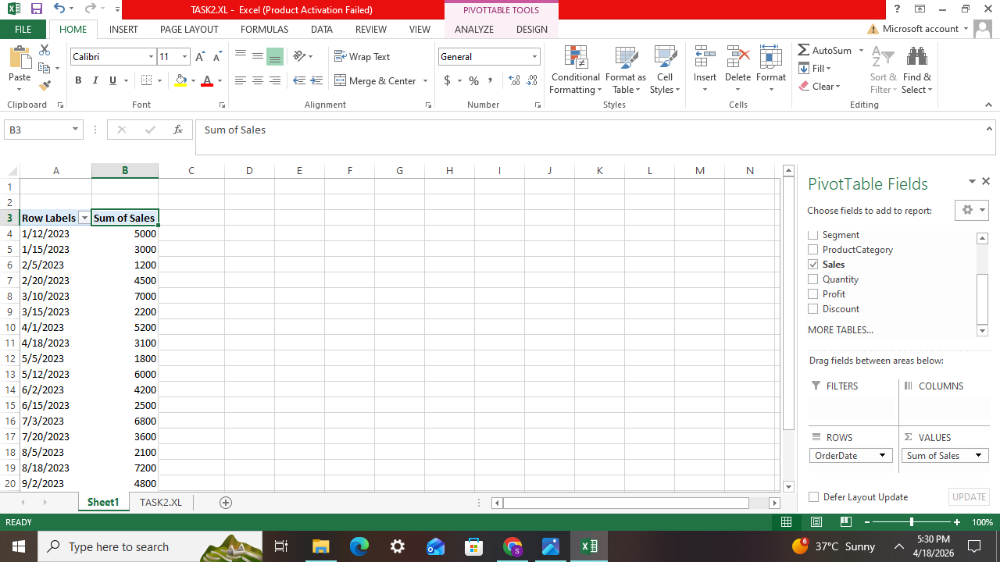 TASK2.XL - Excel (Product Activation Failed)
PIVOTTABLE TOOLS
?
FILE HOME INSERT PAGE LAYOUT FORMULAS DATA REVIEW VIEW ANALYZE DESIGN Microsoft account
Paste
Calibri 11
B I U A
Wrap Text
Merge & Center
General
$ % ,
Conditional Formatting
Format as Table
Cell Styles
Insert
Delete
Format
AutoSum
Fill
Clear
Sort & Filter
Find & Select
Clipboard Font Alignment Number Styles Cells Editing
B3 fx Sum of Sales
A B C D E F G H I J K L M N
1
2
3 Row Labels Sum of Sales
4 1/12/2023 5000
5 1/15/2023 3000
6 2/5/2023 1200
7 2/20/2023 4500
8 3/10/2023 7000
9 3/15/2023 2200
10 4/1/2023 5200
11 4/18/2023 3100
12 5/5/2023 1800
13 5/12/2023 6000
14 6/2/2023 4200
15 6/15/2023 2500
16 7/3/2023 6800
17 7/20/2023 3600
18 8/5/2023 2100
19 8/18/2023 7200
20 9/2/2023 4800
PivotTable Fields
Choose fields to add to report:
Segment
ProductCategory
Sales
Quantity
Profit
Discount
MORE TABLES...
Drag fields between areas below:
FILTERS COLUMNS
ROWS VALUES
OrderDate Sum of Sales
Defer Layout Update UPDATE
Sheet1 TASK2.XL
READY 100%
Type here to search
6 37°C Sunny
5:30 PM
4/18/2026